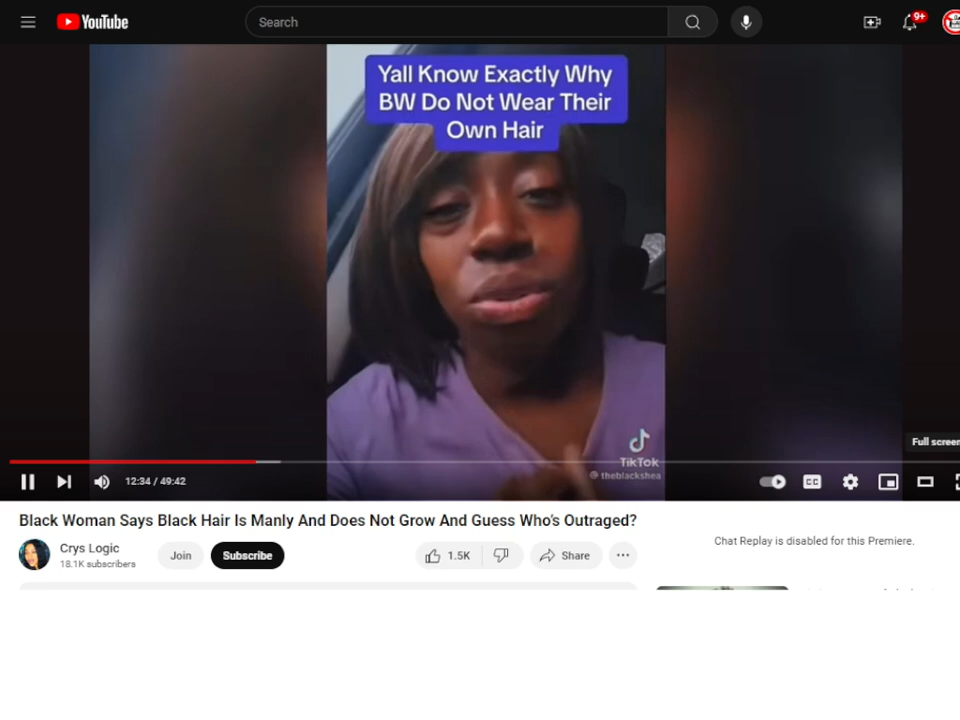 YouTube
Search
9+
Yall Know Exactly Why
BW Do Not Wear Their
Own Hair
TikTok
@ theblackshea
Full screen
12:34 / 49:42
CC
Black Woman Says Black Hair Is Manly And Does Not Grow And Guess Who's Outraged?
Crys Logic
18.1K subscribers
Join
Subscribe
1.5K
Share
Chat Replay is disabled for this Premiere.